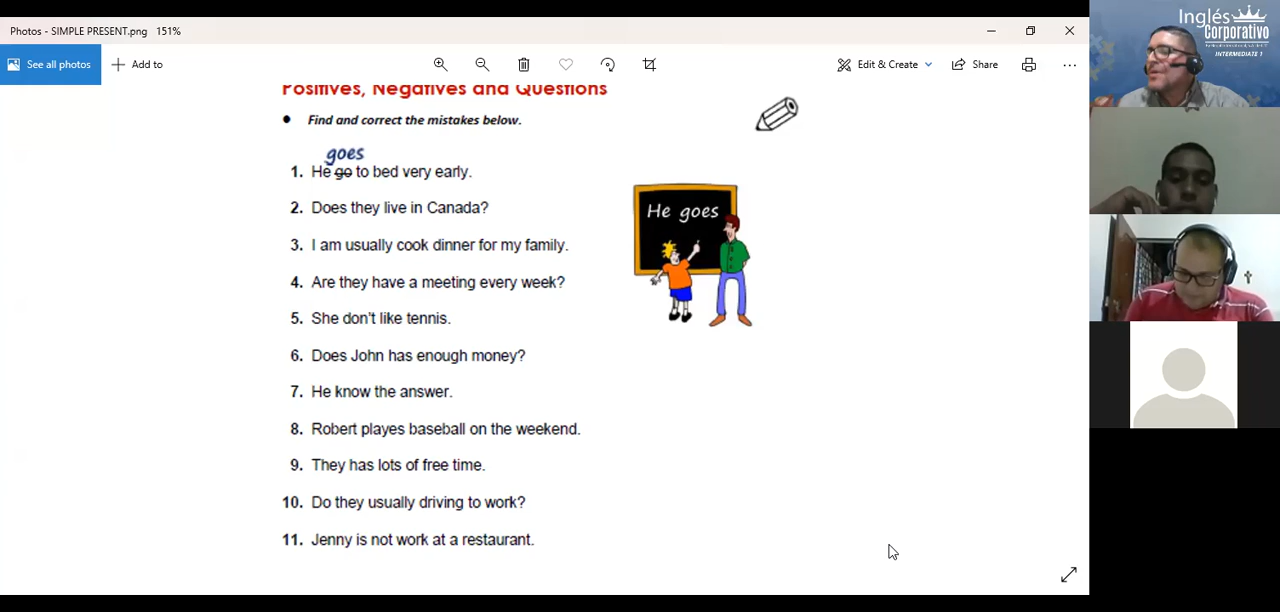 Photos - SIMPLE PRESENT.png 151%
See all photos
Add to
Edit & Create
Share
Positives, Negatives and Questions
Find and correct the mistakes below.
goes
1. He go to bed very early.
2. Does they live in Canada?
3. I am usually cook dinner for my family.
4. Are they have a meeting every week?
5. She don't like tennis.
6. Does John has enough money?
7. He know the answer.
8. Robert playes baseball on the weekend.
9. They has lots of free time.
10. Do they usually driving to work?
11. Jenny is not work at a restaurant.
He goes
Inglés
Corporativo
INTERMEDIATE 1